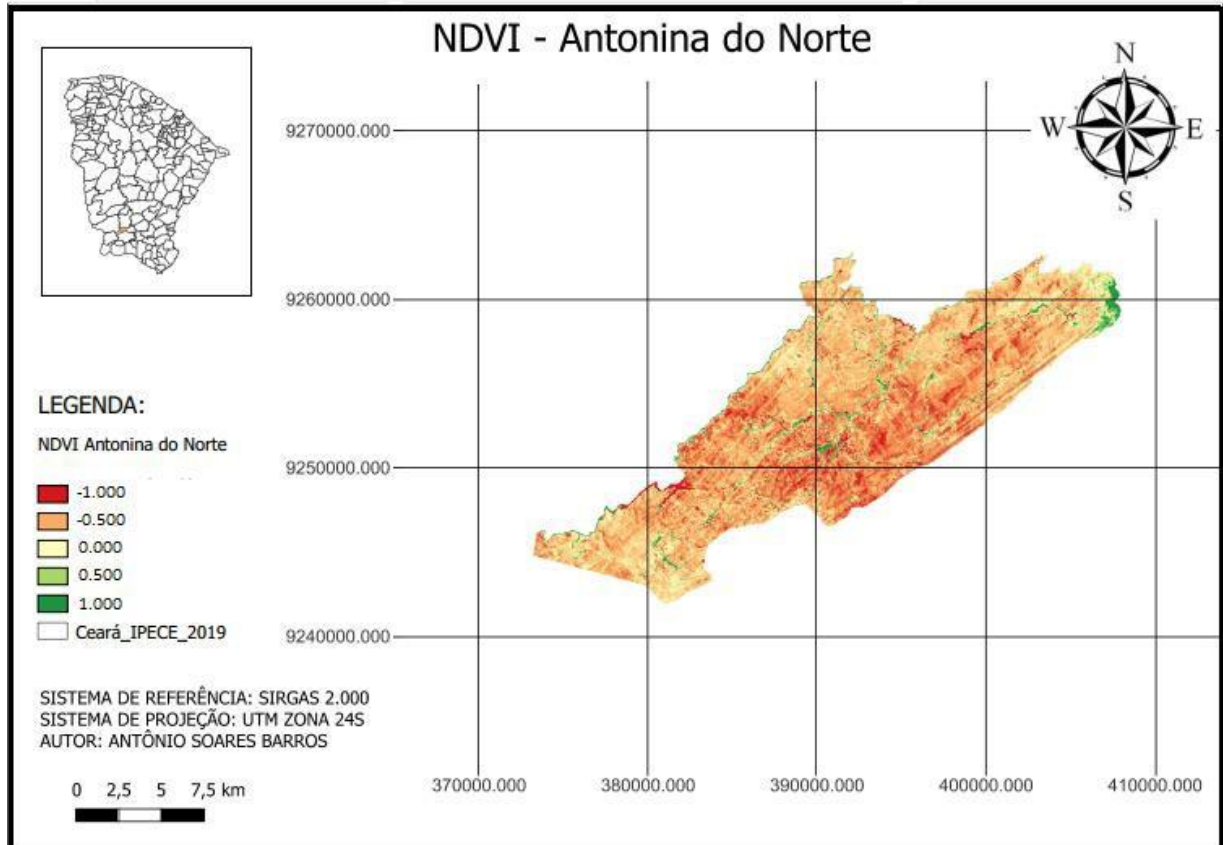 NDVI - Antonina do Norte
N
W
E
S
9270000.000
9260000.000
9250000.000
9240000.000
370000.000
380000.000
390000.000
400000.000
410000.000
LEGENDA:
NDVI Antonina do Norte
-1.000
-0.500
0.000
0.500
1.000
Ceará_IPECE_2019
SISTEMA DE REFERÊNCIA: SIRGAS 2.000
SISTEMA DE PROJEÇÃO: UTM ZONA 24S
AUTOR: ANTÔNIO SOARES BARROS
0 2,5 5 7,5 km